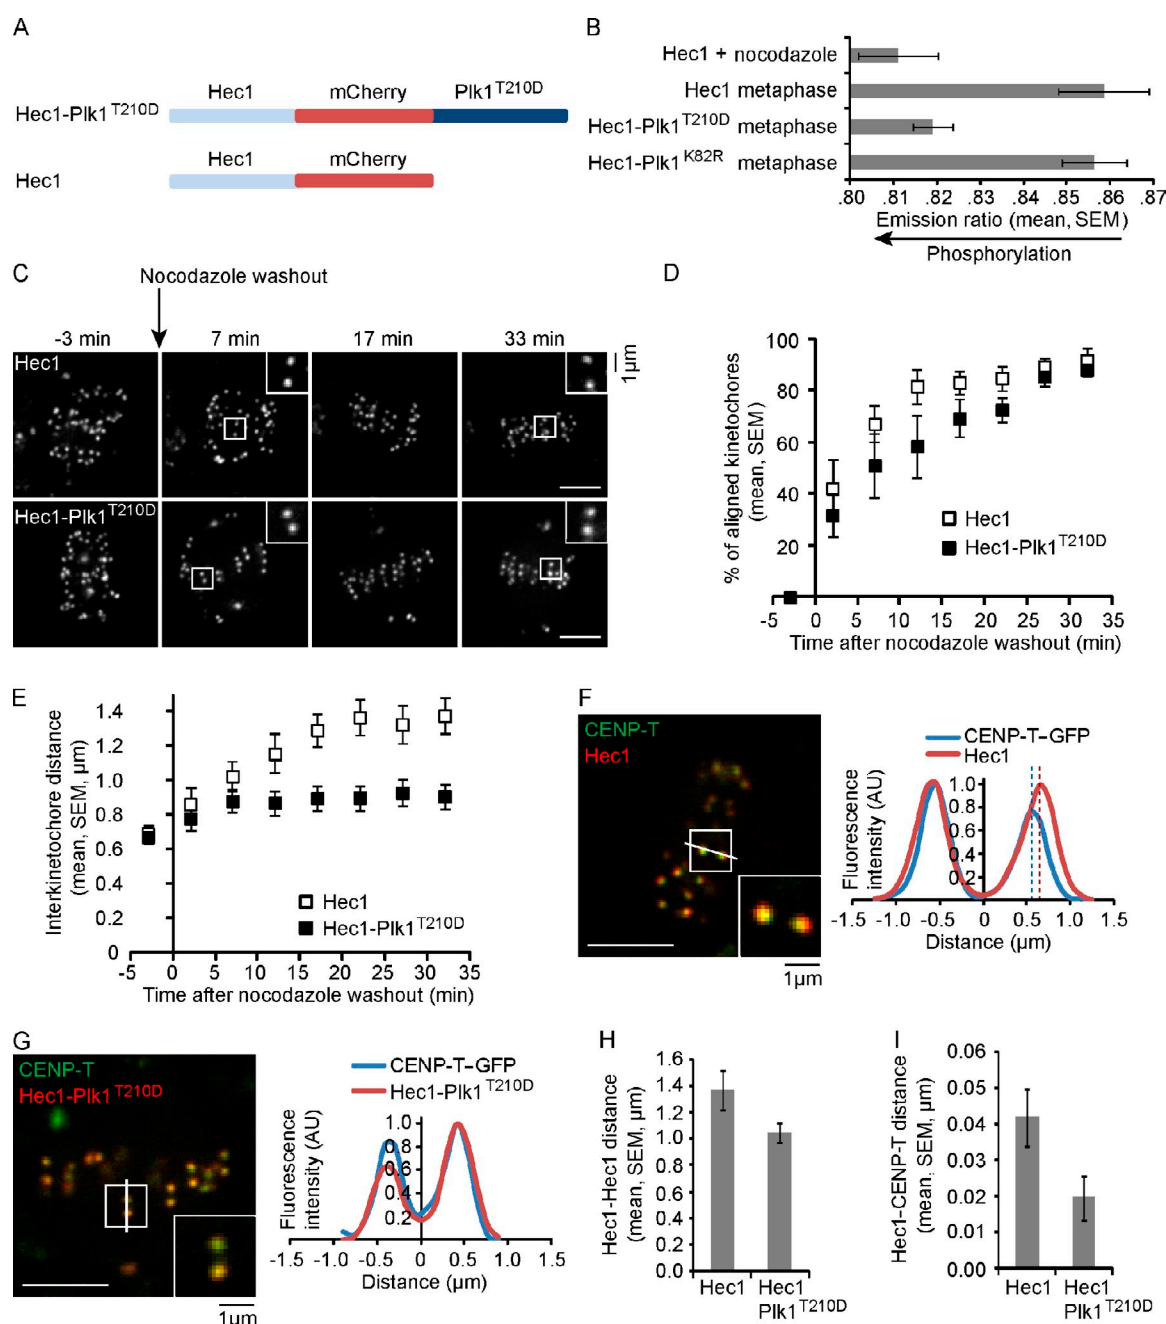 A
Hec1 mCherry Plk1T210D
Hec1-Plk1T210D
Hec1 mCherry
Hec1
B
Hec1 + nocodazole
Hec1 metaphase
Hec1-Plk1T210D metaphase
Hec1-Plk1K82R metaphase
.80 .81 .82 .83 .84 .85 .86 .87
Emission ratio (mean, SEM)
Phosphorylation
C
Nocodazole washout
-3 min 7 min 17 min 33 min
Hec1
1µm
Hec1-Plk1T210D
D
% of aligned kinetochores
(mean, SEM)
100
80
60
40
20
Hec1
Hec1-Plk1T210D
-5 0 5 10 15 20 25 30 35
Time after nocodazole washout (min)
E
Interkinetochore distance
(mean, SEM, µm)
1.4
1.2
1.0
0.8
0.6
0.4
0.2
0
Hec1
Hec1-Plk1T210D
-5 0 5 10 15 20 25 30 35
Time after nocodazole washout (min)
F
CENP-T
Hec1
1µm
CENP-T-GFP
Hec1
Fluorescence
intensity (AU)
1.0
0.8
0.6
0.4
0.2
-1.5 -1.0 -0.5 0 0.5 1.0 1.5
Distance (µm)
G
CENP-T
Hec1-Plk1T210D
1µm
CENP-T-GFP
Hec1-Plk1T210D
Fluorescence
intensity (AU)
1.0
0.8
0.6
0.4
0.2
-1.5 -1.0 -0.5 0 0.5 1.0 1.5
Distance (µm)
H
Hec1-Hec1 distance
(mean, SEM, µm)
1.6
1.4
1.2
1.0
0.8
0.6
0.4
0.2
0.0
Hec1 Hec1
Plk1T210D
I
Hec1-CENP-T distance
(mean, SEM, µm)
0.06
0.05
0.04
0.03
0.02
0.01
0.00
Hec1 Hec1
Plk1T210D